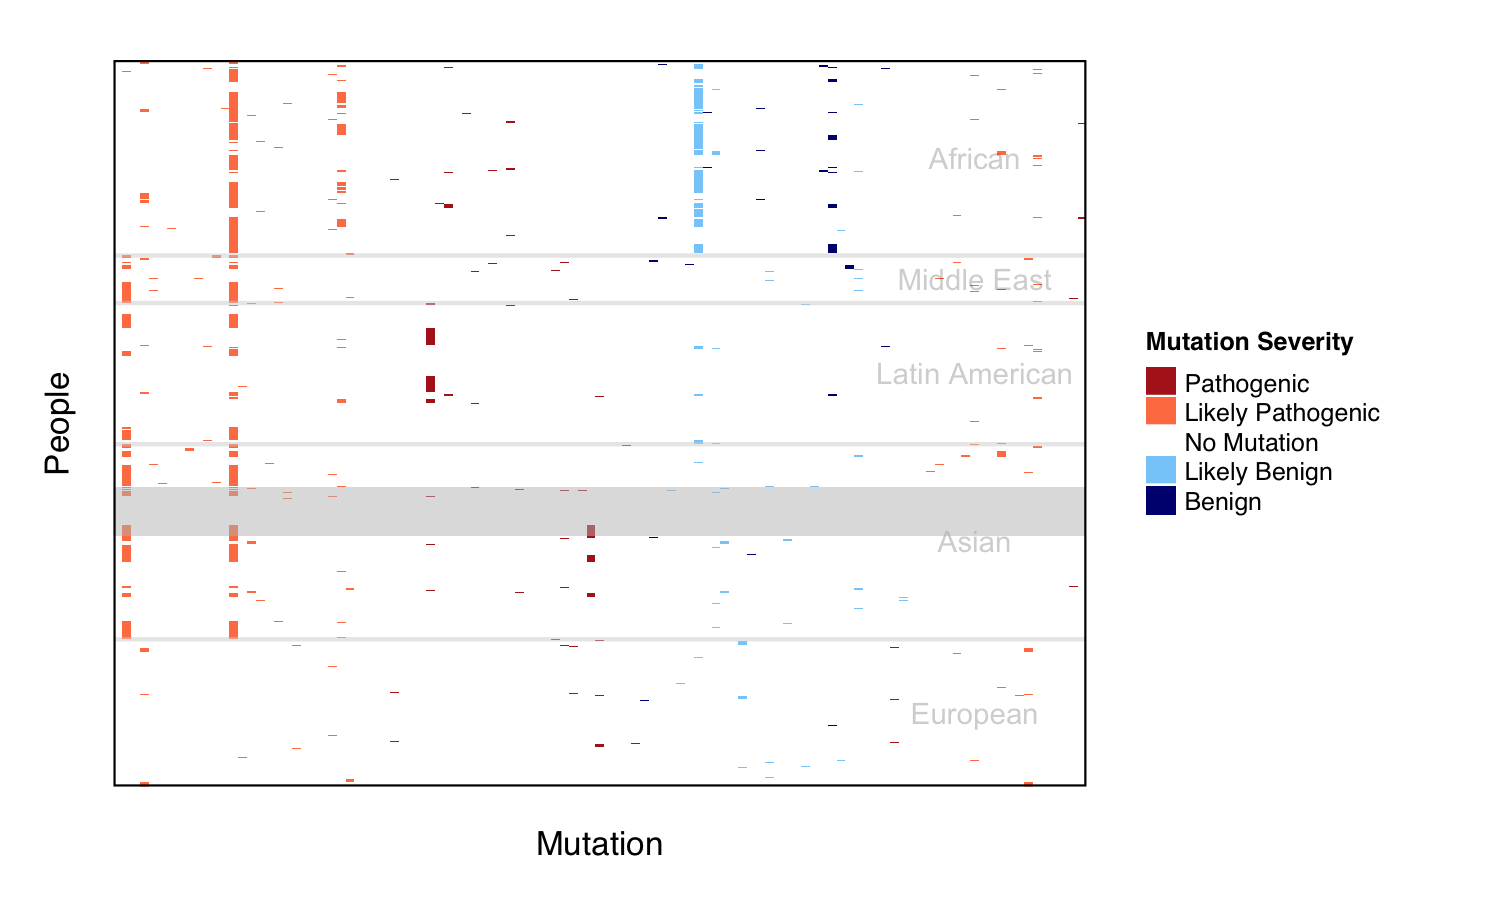 African
Middle East
Latin American
Asian
European
People
Mutation
Mutation Severity
Pathogenic
Likely Pathogenic
No Mutation
Likely Benign
Benign